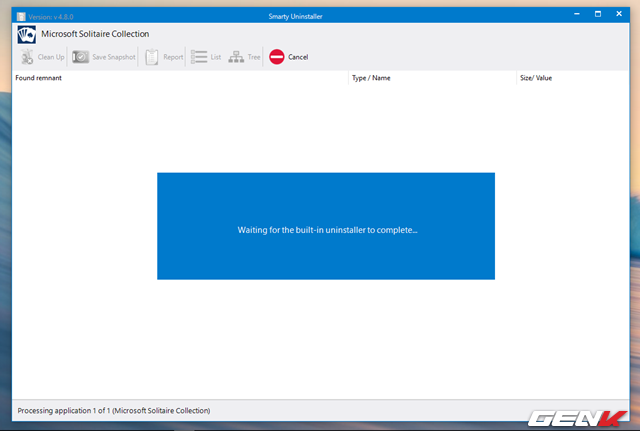 Version: v 4.8.0
Smarty Uninstaller
Microsoft Solitaire Collection
Clean Up
Save Snapshot
Report
List
Tree
Cancel
Found remnant
Type / Name
Size/ Value
Waiting for the built-in uninstaller to complete...
Processing application 1 of 1 (Microsoft Solitaire Collection)
GENK